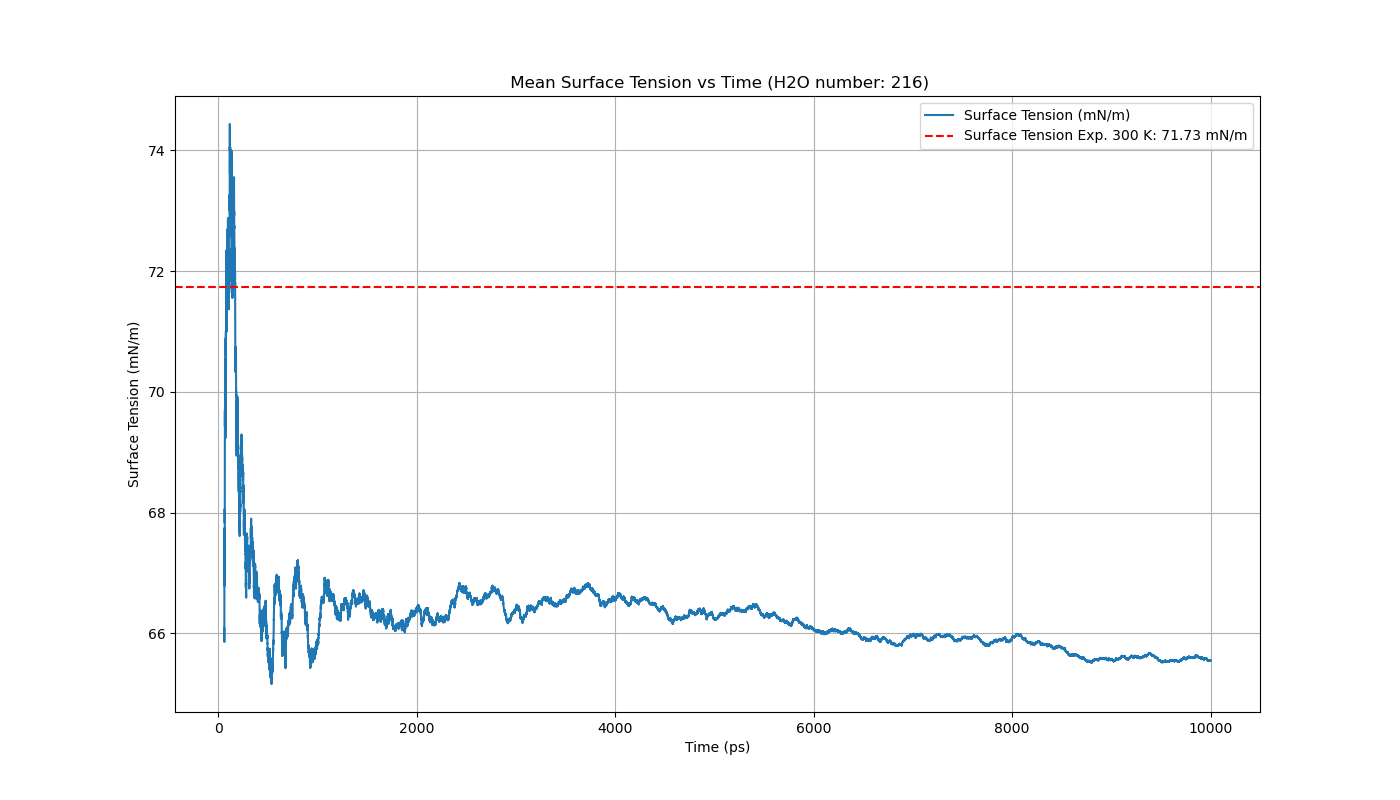 Mean Surface Tension vs Time (H2O number: 216)
Surface Tension (mN/m)
Surface Tension Exp. 300 K: 71.73 mN/m
Surface Tension (mN/m)
74
72
70
68
66
0 2000 4000 6000 8000 10000
Time (ps)